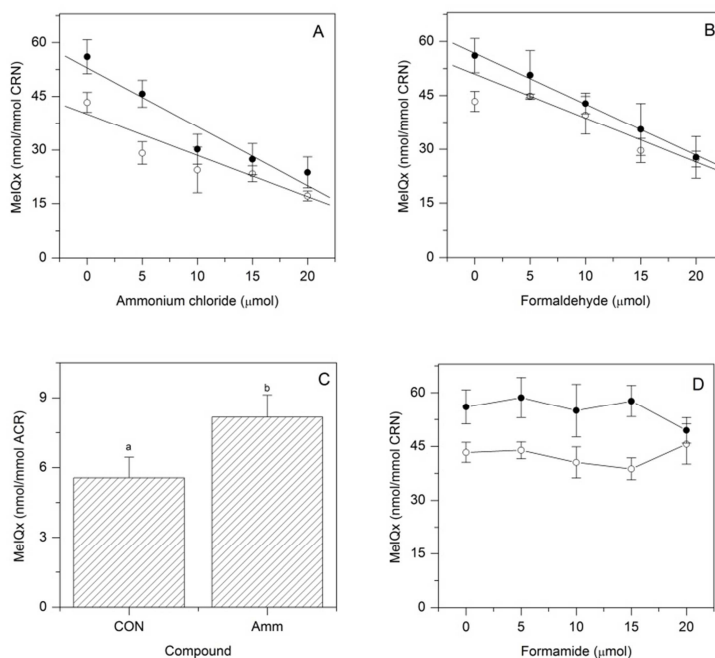 A
MeIQx (nmol/mmol CRN)
60
45
30
15
0
0 5 10 15 20
Ammonium chloride (μmol)
B
MeIQx (nmol/mmol CRN)
60
45
30
15
0
0 5 10 15 20
Formaldehyde (μmol)
C
MeIQx (nmol/mmol ACR)
9
6
3
0
a
b
CON Amm
Compound
D
MeIQx (nmol/mmol CRN)
60
45
30
15
0
0 5 10 15 20
Formamide (μmol)